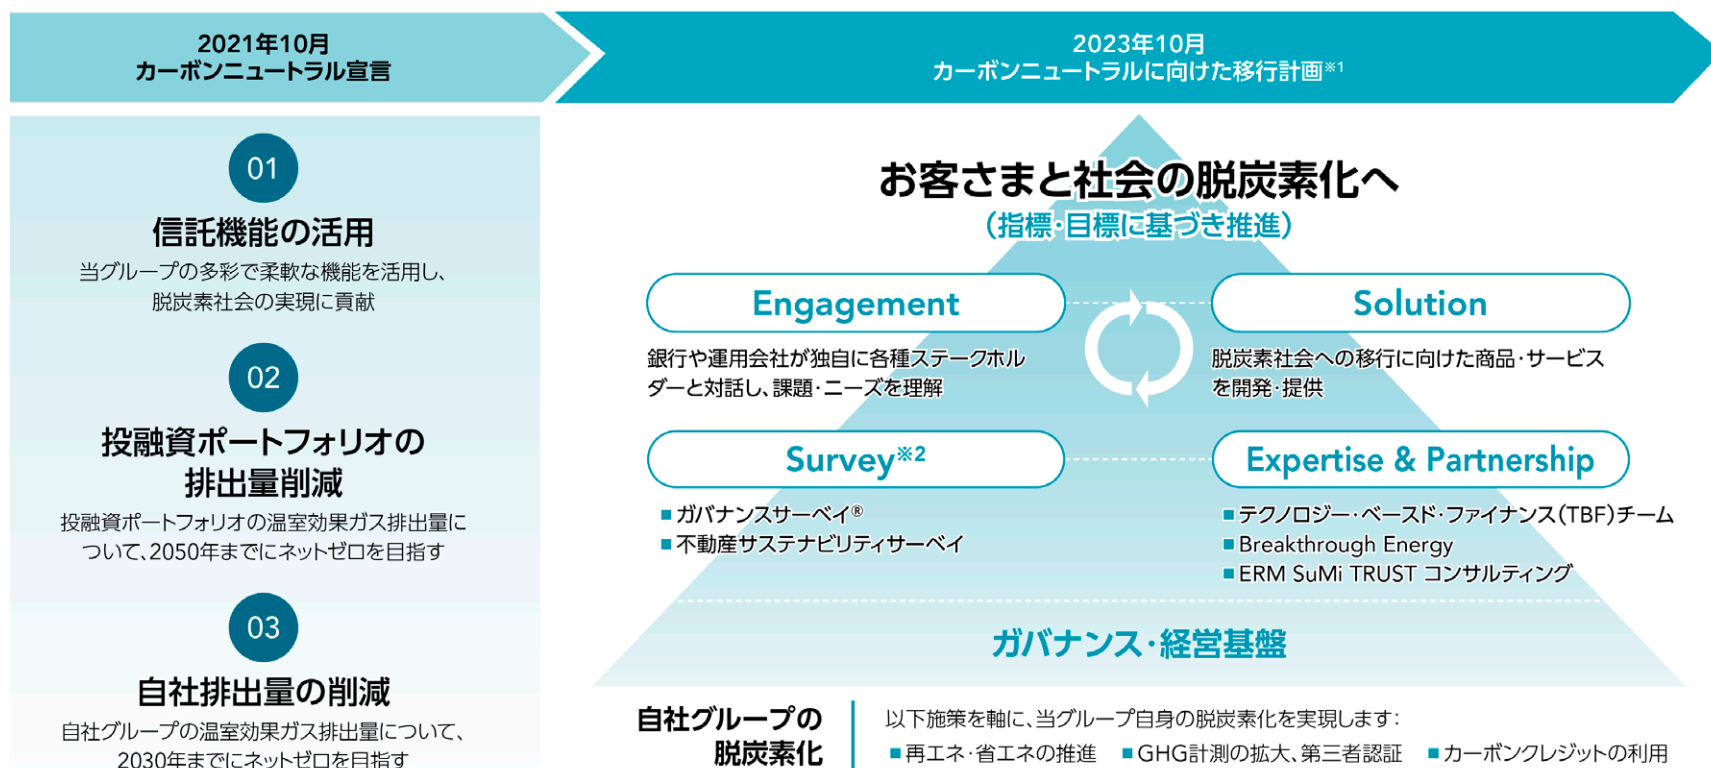 2021年10月
カーボンニュートラル宣言
2023年10月
カーボンニュートラルに向けた移行計画※1
01
信託機能の活用
当グループの多彩で柔軟な機能を活用し、
脱炭素社会の実現に貢献
02
投融資ポートフォリオの
排出量削減
投融資ポートフォリオの温室効果ガス排出量に
ついて、2050年までにネットゼロを目指す
03
自社排出量の削減
自社グループの温室効果ガス排出量について、
2030年までにネットゼロを目指す
お客さまと社会の脱炭素化へ
（指標・目標に基づき推進）
Engagement
銀行や運用会社が独自に各種ステークホル
ダーと対話し、課題・ニーズを理解
Solution
脱炭素社会への移行に向けた商品・サービス
を開発・提供
Survey※2
■ガバナンスサーベイ®
■不動産サステナビリティサーベイ
Expertise & Partnership
■テクノロジー・ベースド・ファイナンス（TBF）チーム
■Breakthrough Energy
■ERM SuMi TRUST コンサルティング
ガバナンス・経営基盤
自社グループの
脱炭素化
以下施策を軸に、当グループ自身の脱炭素化を実現します：
■再エネ・省エネの推進 ■GHG計測の拡大、第三者認証 ■カーボンクレジットの利用